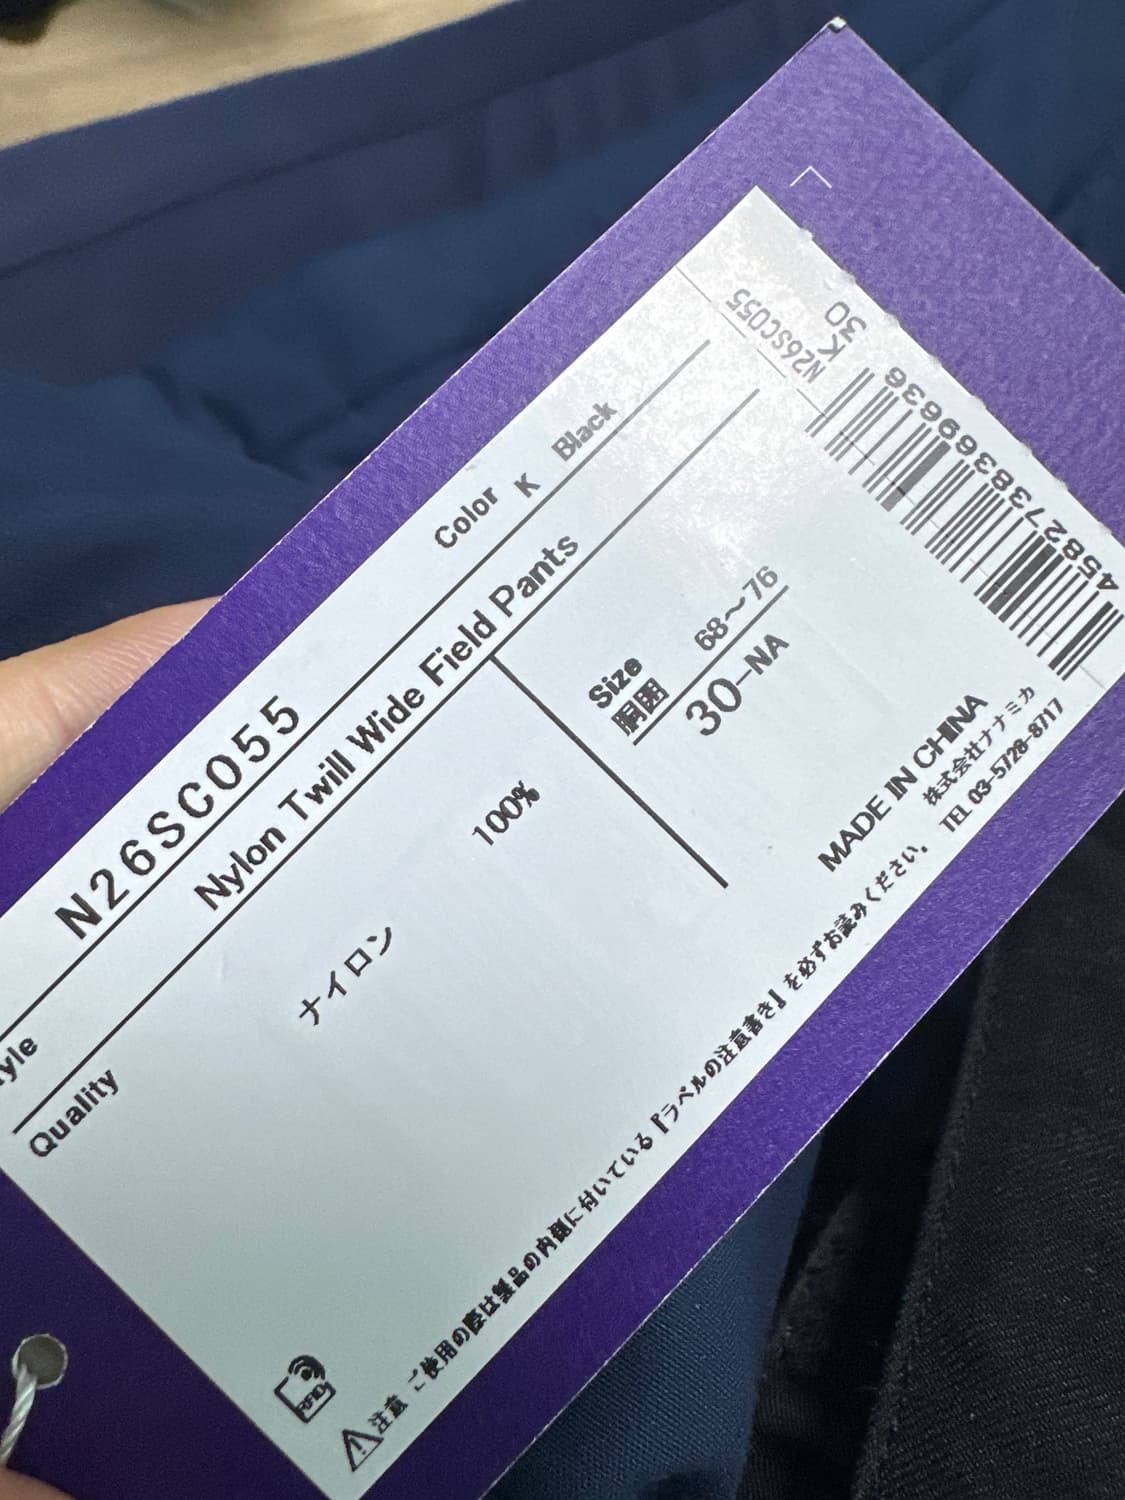 N26SC055
K 30
4582738369636
Color K Black
yle N26SC055
Nylon Twill Wide Field Pants
Quality
ナイロン 100%
Size
胴囲 68〜76
30-NA
MADE IN CHINA
株式会社ナナミカ
TEL 03-5728-8717
RFID
注意 ご使用の際は製品の内側に付いている『ラベルの注意書き』を必ずお読みください。